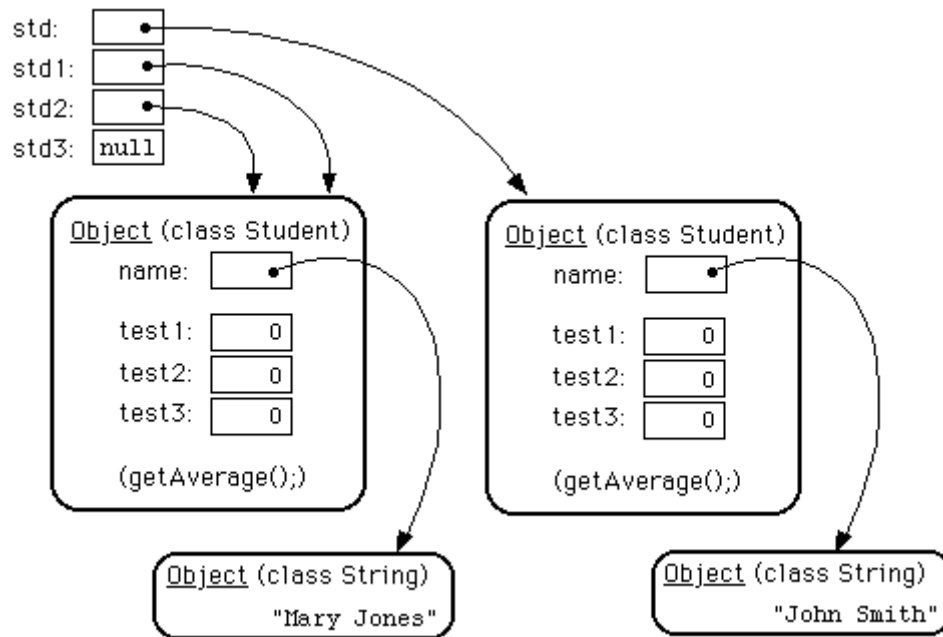 std:
std1:
std2:
std3: null
Object (class Student)
name:
test1: 0
test2: 0
test3: 0
(getAverage();)
Object (class Student)
name:
test1: 0
test2: 0
test3: 0
(getAverage();)
Object (class String)
"Mary Jones"
Object (class String)
"John Smith"